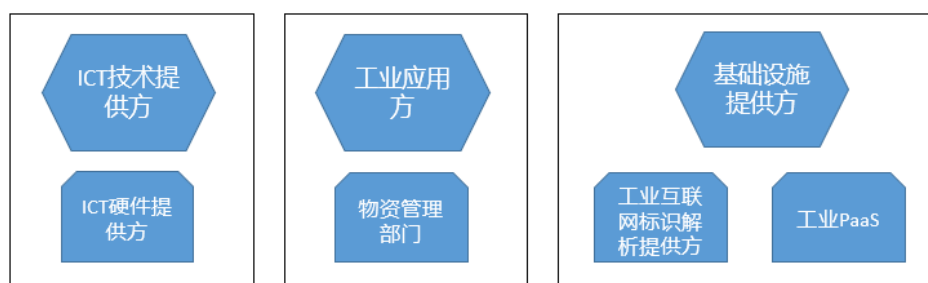 ICT技术提
供方
ICT硬件提
供方
工业应用
方
物资管理
部门
基础设施
提供方
工业互联
网标识解
析提供方
工业PaaS